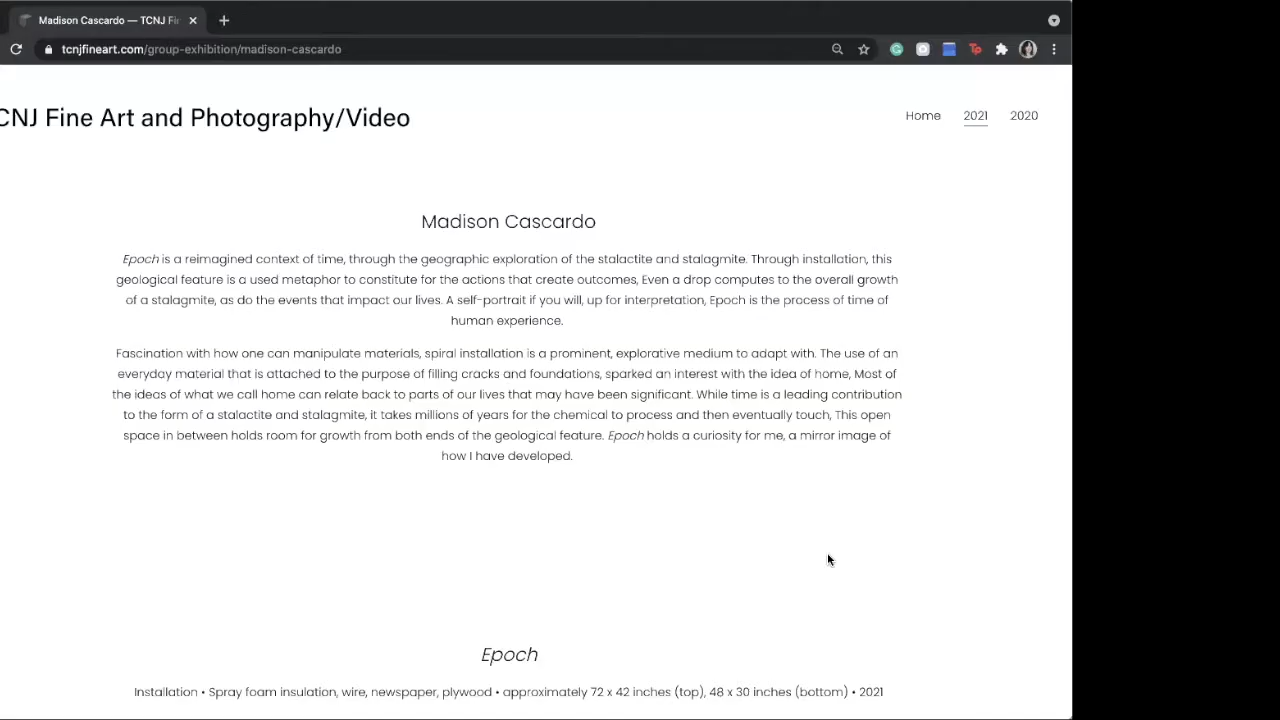 Madison Cascardo — TCNJ Fin
tcnjfineart.com/group-exhibition/madison-cascardo
CNJ Fine Art and Photography/Video
Home 2021 2020
Madison Cascardo
Epoch is a reimagined context of time, through the geographic exploration of the stalactite and stalagmite. Through installation, this
geological feature is a used metaphor to constitute for the actions that create outcomes, Even a drop computes to the overall growth
of a stalagmite, as do the events that impact our lives. A self-portrait if you will, up for interpretation, Epoch is the process of time of
human experience.
Fascination with how one can manipulate materials, spiral installation is a prominent, explorative medium to adapt with. The use of an
everyday material that is attached to the purpose of filling cracks and foundations, sparked an interest with the idea of home, Most of
the ideas of what we call home can relate back to parts of our lives that may have been significant. While time is a leading contribution
to the form of a stalactite and stalagmite, it takes millions of years for the chemical to process and then eventually touch, This open
space in between holds room for growth from both ends of the geological feature. Epoch holds a curiosity for me, a mirror image of
how I have developed.
Epoch
Installation • Spray foam insulation, wire, newspaper, plywood • approximately 72 x 42 inches (top), 48 x 30 inches (bottom) • 2021